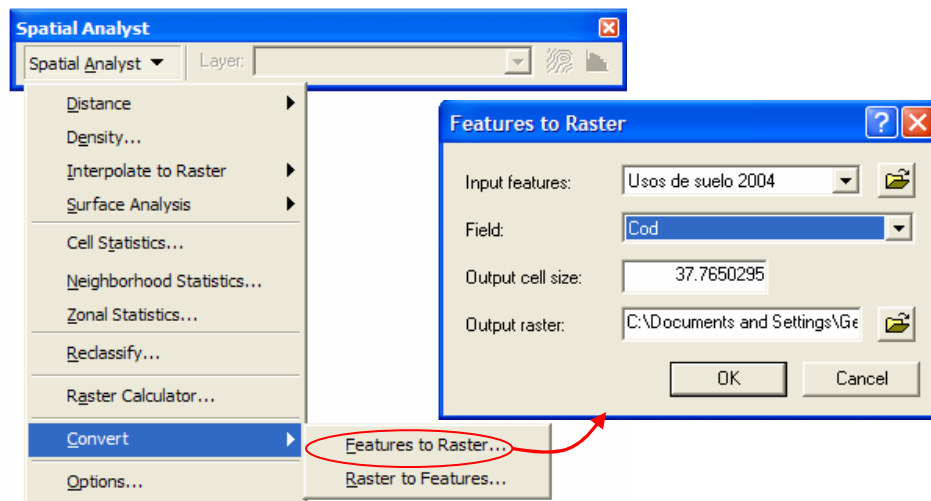 Spatial Analyst
Spatial Analyst
Layer:
Distance
Density...
Interpolate to Raster
Surface Analysis
Cell Statistics...
Neighborhood Statistics...
Zonal Statistics...
Reclassify...
Raster Calculator...
Convert
Options...
Features to Raster...
Raster to Features...
Features to Raster
Input features: Usos de suelo 2004
Field: Cod
Output cell size: 37.7650295
Output raster: C:\Documents and Settings\Ge
OK Cancel